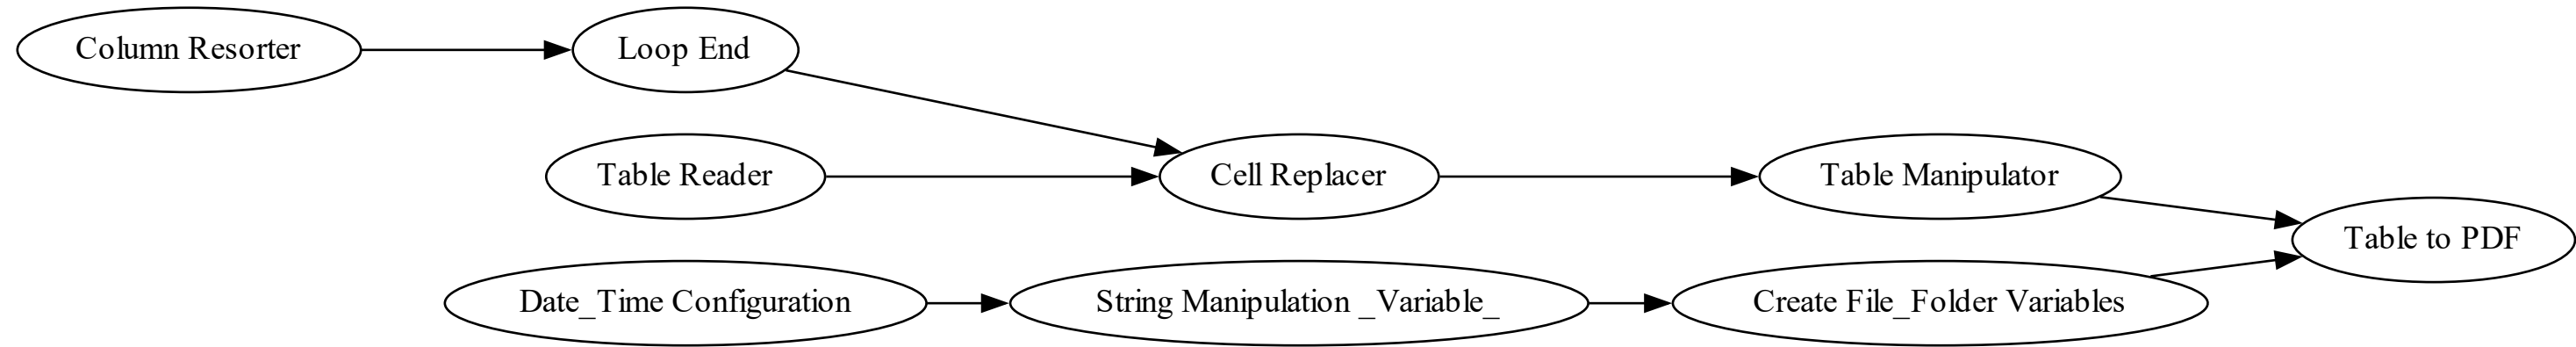 Column Resorter
Loop End
Table Reader
Cell Replacer
Table Manipulator
Table to PDF
Date_Time Configuration
String Manipulation _Variable_
Create File_Folder Variables